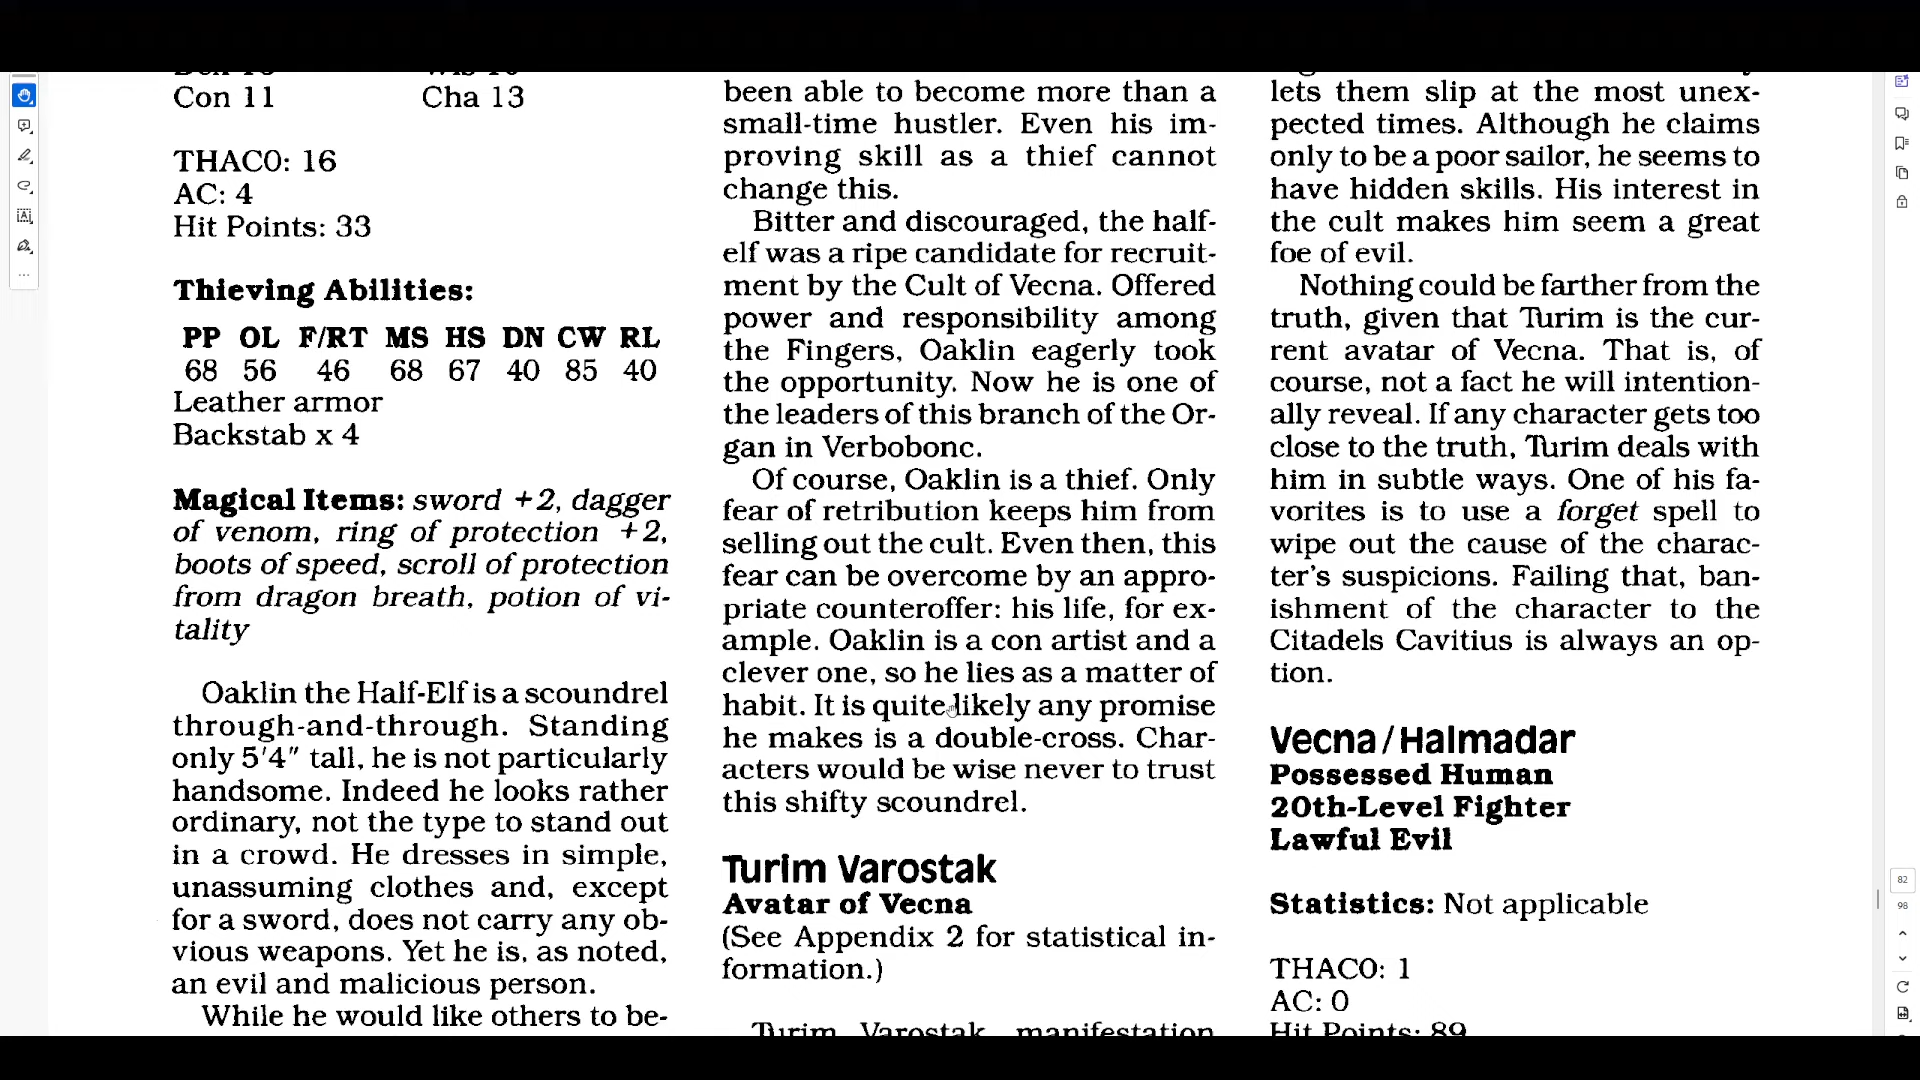 Con 11 Cha 13
THACO: 16
AC: 4
Hit Points: 33
Thieving Abilities:
PP OL F/RT MS HS DN CW RL
68 56 46 68 67 40 85 40
Leather armor
Backstab x 4
Magical Items: sword +2, dagger
of venom, ring of protection +2,
boots of speed, scroll of protection
from dragon breath, potion of vi-
tality
Oaklin the Half-Elf is a scoundrel
through-and-through. Standing
only 5'4" tall, he is not particularly
handsome. Indeed he looks rather
ordinary, not the type to stand out
in a crowd. He dresses in simple,
unassuming clothes and, except
for a sword, does not carry any ob-
vious weapons. Yet he is, as noted,
an evil and malicious person.
While he would like others to be-
been able to become more than a
small-time hustler. Even his im-
proving skill as a thief cannot
change this.
Bitter and discouraged, the half-
elf was a ripe candidate for recruit-
ment by the Cult of Vecna. Offered
power and responsibility among
the Fingers, Oaklin eagerly took
the opportunity. Now he is one of
the leaders of this branch of the Or-
gan in Verbobonc.
Of course, Oaklin is a thief. Only
fear of retribution keeps him from
selling out the cult. Even then, this
fear can be overcome by an appro-
priate counteroffer: his life, for ex-
ample. Oaklin is a con artist and a
clever one, so he lies as a matter of
habit. It is quite likely any promise
he makes is a double-cross. Char-
acters would be wise never to trust
this shifty scoundrel.
Turim Varostak
Avatar of Vecna
(See Appendix 2 for statistical in-
formation.)
Turim Varostak, manifestation
lets them slip at the most unex-
pected times. Although he claims
only to be a poor sailor, he seems to
have hidden skills. His interest in
the cult makes him seem a great
foe of evil.
Nothing could be farther from the
truth, given that Turim is the cur-
rent avatar of Vecna. That is, of
course, not a fact he will intention-
ally reveal. If any character gets too
close to the truth, Turim deals with
him in subtle ways. One of his fa-
vorites is to use a forget spell to
wipe out the cause of the charac-
ter's suspicions. Failing that, ban-
ishment of the character to the
Citadels Cavitius is always an op-
tion.
Vecna/Halmadar
Possessed Human
20th-Level Fighter
Lawful Evil
Statistics: Not applicable
THACO: 1
AC: 0
Hit Points: 89
82
98